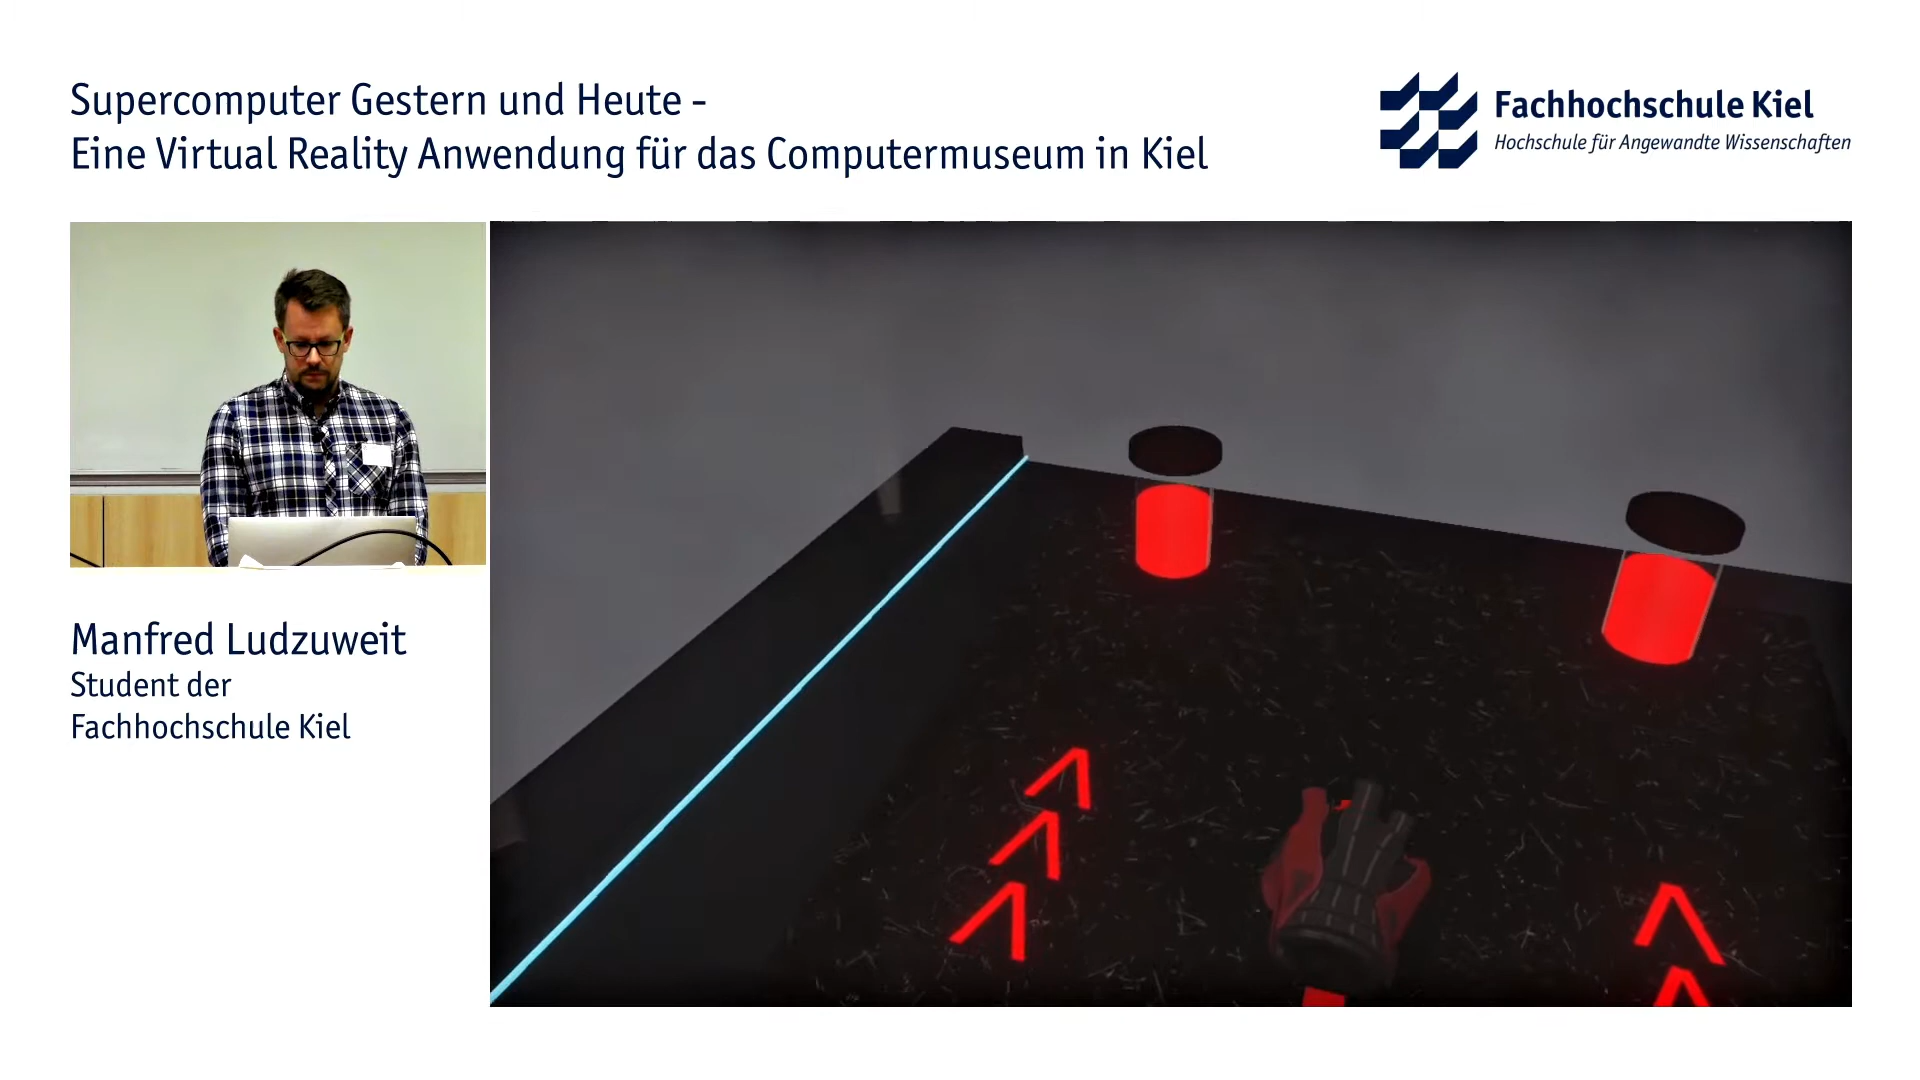 Supercomputer Gestern und Heute -
Eine Virtual Reality Anwendung für das Computermuseum in Kiel
Fachhochschule Kiel
Hochschule für Angewandte Wissenschaften
Manfred Ludzuweit
Student der
Fachhochschule Kiel